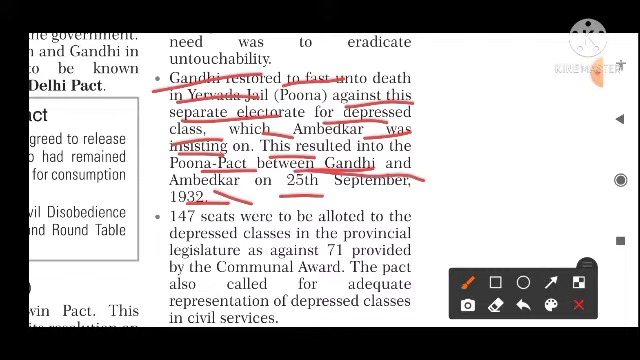 the government.
n and Gandhi in
to be known
Delhi Pact.
act
greed to release
o had remained
for consumption
vil Disobedience
nd Round Table
win Pact. This
need was to eradicate
untouchability.
• Gandhi restored to fast unto death
in Yervada Jail (Poona) against this
separate electorate for depressed
class, which Ambedkar was
insisting on. This resulted into the
Poona-Pact between Gandhi and
Ambedkar on 25th September,
1932.
• 147 seats were to be alloted to the
depressed classes in the provincial
legislature as against 71 provided
by the Communal Award. The pact
also called for adequate
representation of depressed classes
in civil services.
Made with
KINEMASTER